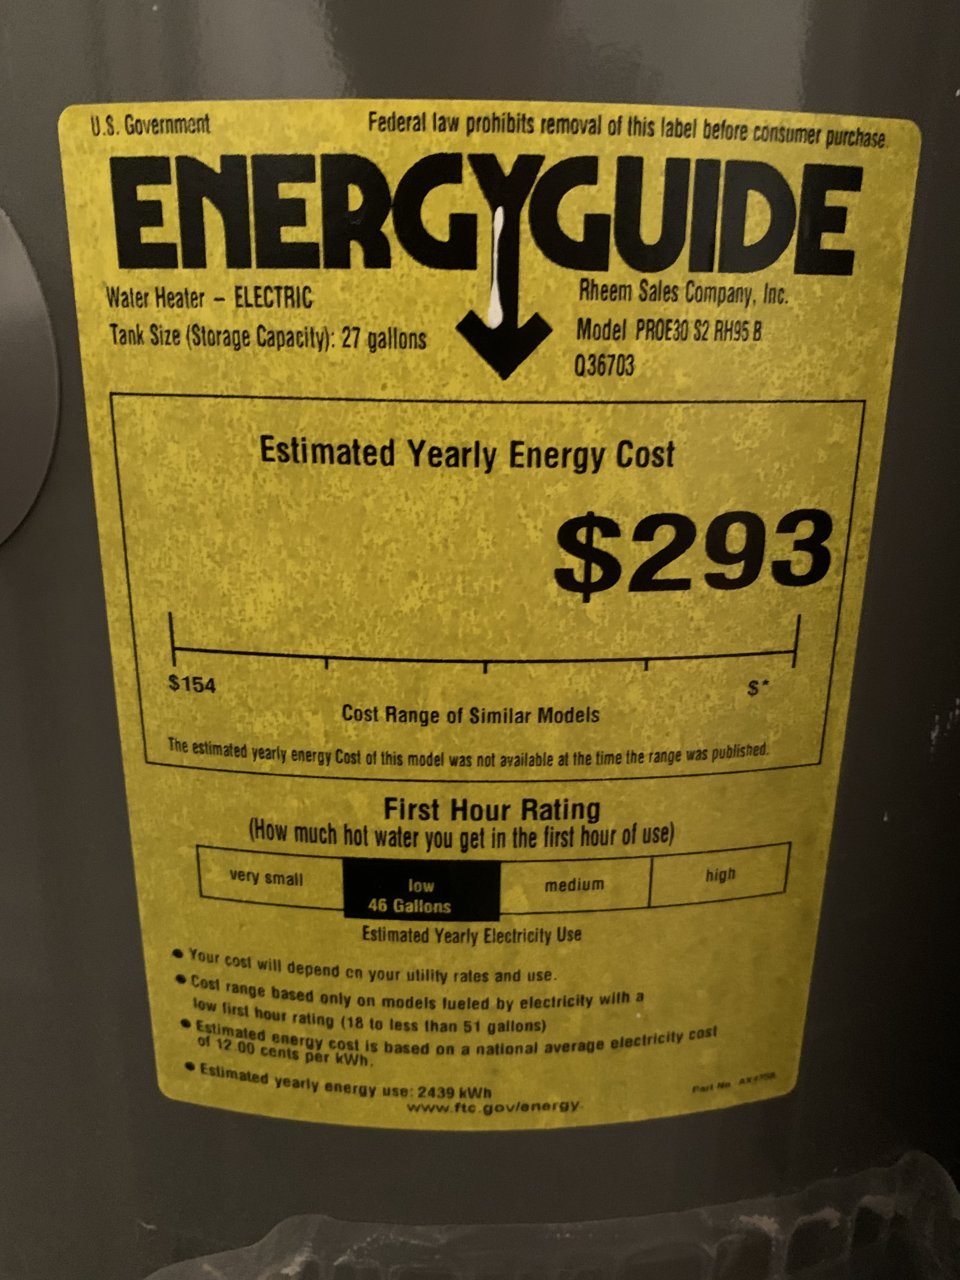 U.S. Government
Federal law prohibits removal of this label before consumer purchase
ENERGYGUIDE
Water Heater – ELECTRIC
Tank Size (Storage Capacity): 27 gallons
Rheem Sales Company, Inc.
Model PROE30 S2 RH95 B
Q36703
Estimated Yearly Energy Cost
$293
$154
$*
Cost Range of Similar Models
The estimated yearly energy Cost of this model was not available at the time the range was published.
First Hour Rating
(How much hot water you get in the first hour of use)
very small
low
46 Gallons
medium
high
Estimated Yearly Electricity Use
● Your cost will depend on your utility rates and use.
● Cost range based only on models fueled by electricity with a
low first hour rating (18 to less than 51 gallons)
● Estimated energy cost is based on a national average electricity cost
of 12.00 cents per kWh.
● Estimated yearly energy use: 2439 kWh
www.ftc.gov/energy
Part No